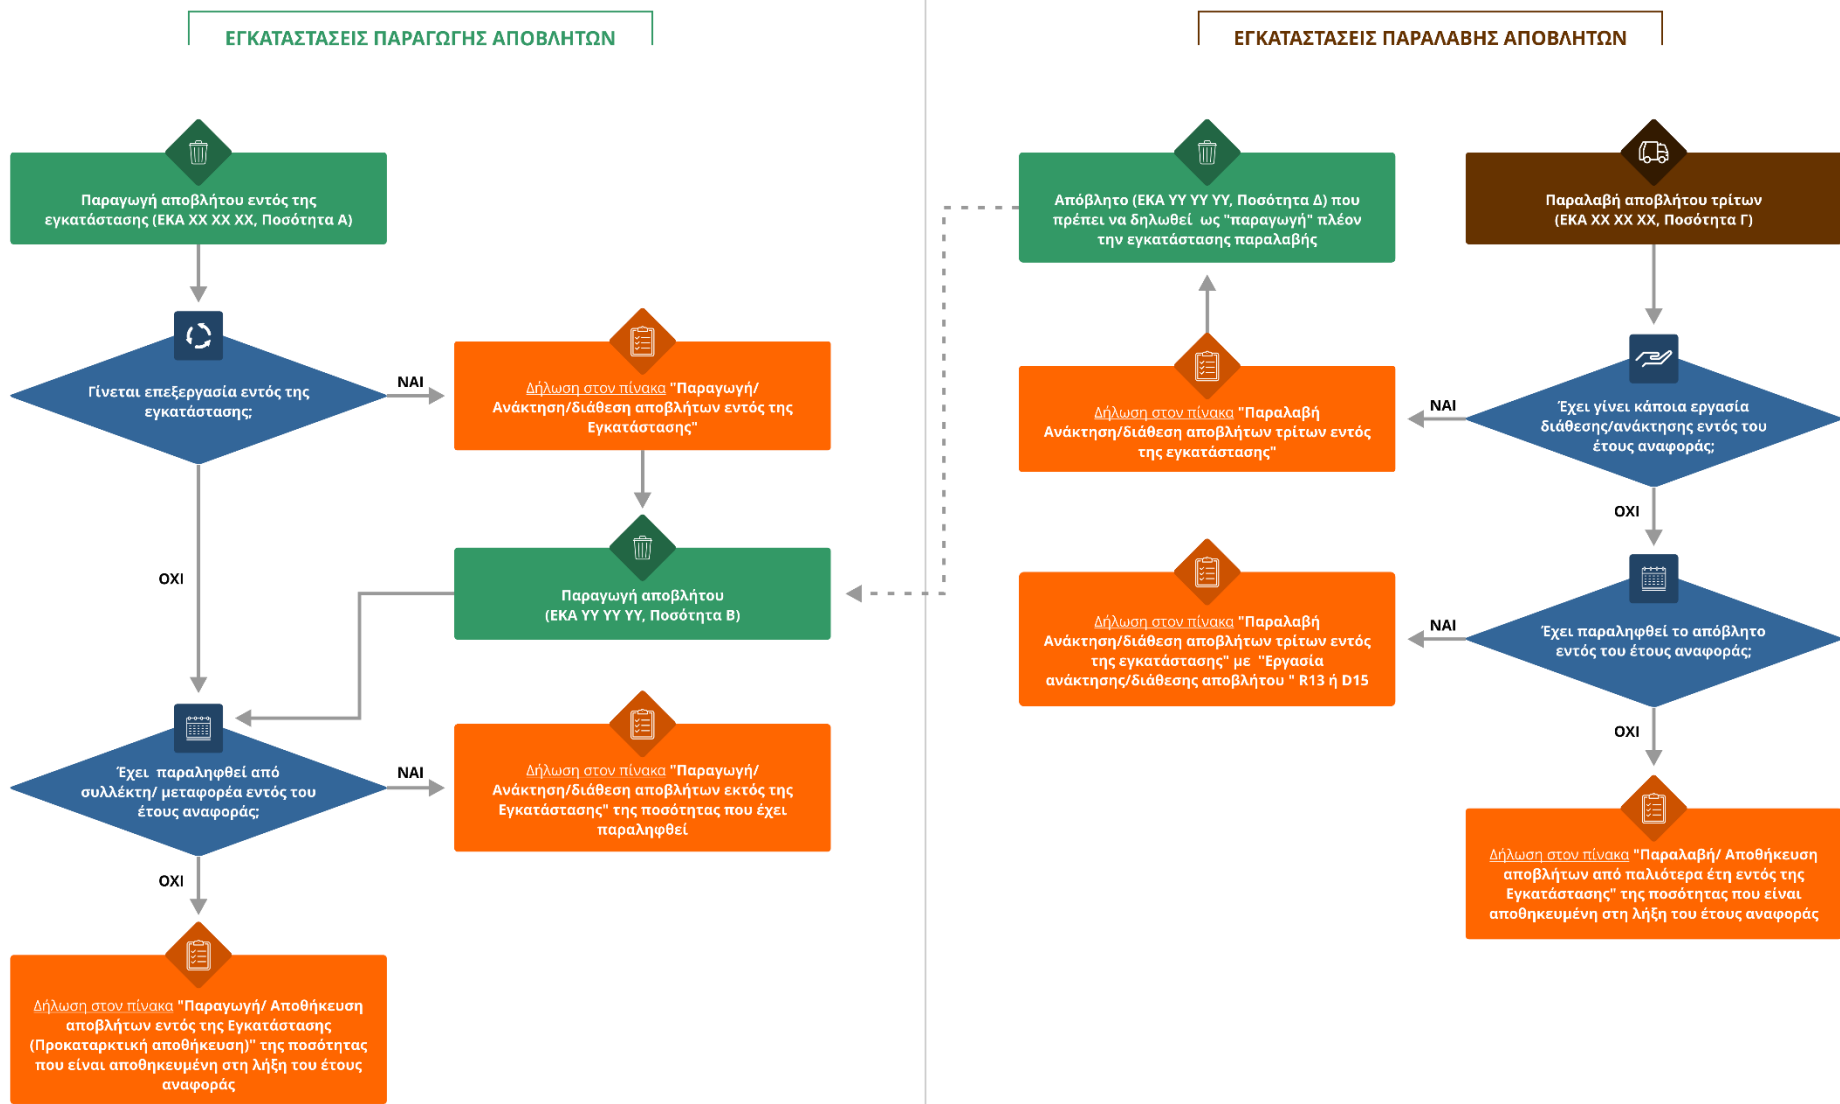 ΕΓΚΑΤΑΣΤΑΣΕΙΣ ΠΑΡΑΓΩΓΗΣ ΑΠΟΒΛΗΤΩΝ
Παραγωγή αποβλήτου εντός της
εγκατάστασης (ΕΚΑ ΧΧ ΧΧ ΧΧ, Ποσότητα Α)
Γίνεται επεξεργασία εντός της
εγκατάστασης;
ΝΑΙ
Δήλωση στον πίνακα "Παραγωγή/
Ανάκτηση/διάθεση αποβλήτων εντός της
Εγκατάστασης"
ΟΧΙ
Παραγωγή αποβλήτου
(ΕΚΑ ΥΥ ΥΥ ΥΥ, Ποσότητα Β)
Έχει παραληφθεί από
συλλέκτη/ μεταφορέα εντός του
έτους αναφοράς;
ΝΑΙ
Δήλωση στον πίνακα "Παραγωγή/
Ανάκτηση/διάθεση αποβλήτων εκτός της
Εγκατάστασης" της ποσότητας που έχει
παραληφθεί
ΟΧΙ
Δήλωση στον πίνακα "Παραγωγή/ Αποθήκευση
αποβλήτων εντός της Εγκατάστασης
(Προκαταρκτική αποθήκευση)" της ποσότητας
που είναι αποθηκευμένη στη λήξη του έτους
αναφοράς
ΕΓΚΑΤΑΣΤΑΣΕΙΣ ΠΑΡΑΛΑΒΗΣ ΑΠΟΒΛΗΤΩΝ
Απόβλητο (ΕΚΑ ΥΥ ΥΥ ΥΥ, Ποσότητα Δ) που
πρέπει να δηλωθεί ως "παραγωγή" πλέον
την εγκατάστασης παραλαβής
Παραλαβή αποβλήτου τρίτων
(ΕΚΑ ΧΧ ΧΧ ΧΧ, Ποσότητα Γ)
Έχει γίνει κάποια εργασία
διάθεσης/ανάκτησης εντός του
έτους αναφοράς;
ΝΑΙ
Δήλωση στον πίνακα "Παραλαβή
Ανάκτηση/διάθεση αποβλήτων τρίτων εντός
της εγκατάστασης"
ΟΧΙ
Έχει παραληφθεί το απόβλητο
εντός του έτους αναφοράς;
ΝΑΙ
Δήλωση στον πίνακα "Παραλαβή
Ανάκτηση/διάθεση αποβλήτων τρίτων εντός
της εγκατάστασης" με "Εργασία
ανάκτησης/διάθεσης αποβλήτου " R13 ή D15
ΟΧΙ
Δήλωση στον πίνακα "Παραλαβή/ Αποθήκευση
αποβλήτων από παλιότερα έτη εντός της
Εγκατάστασης" της ποσότητας που είναι
αποθηκευμένη στη λήξη του έτους αναφοράς